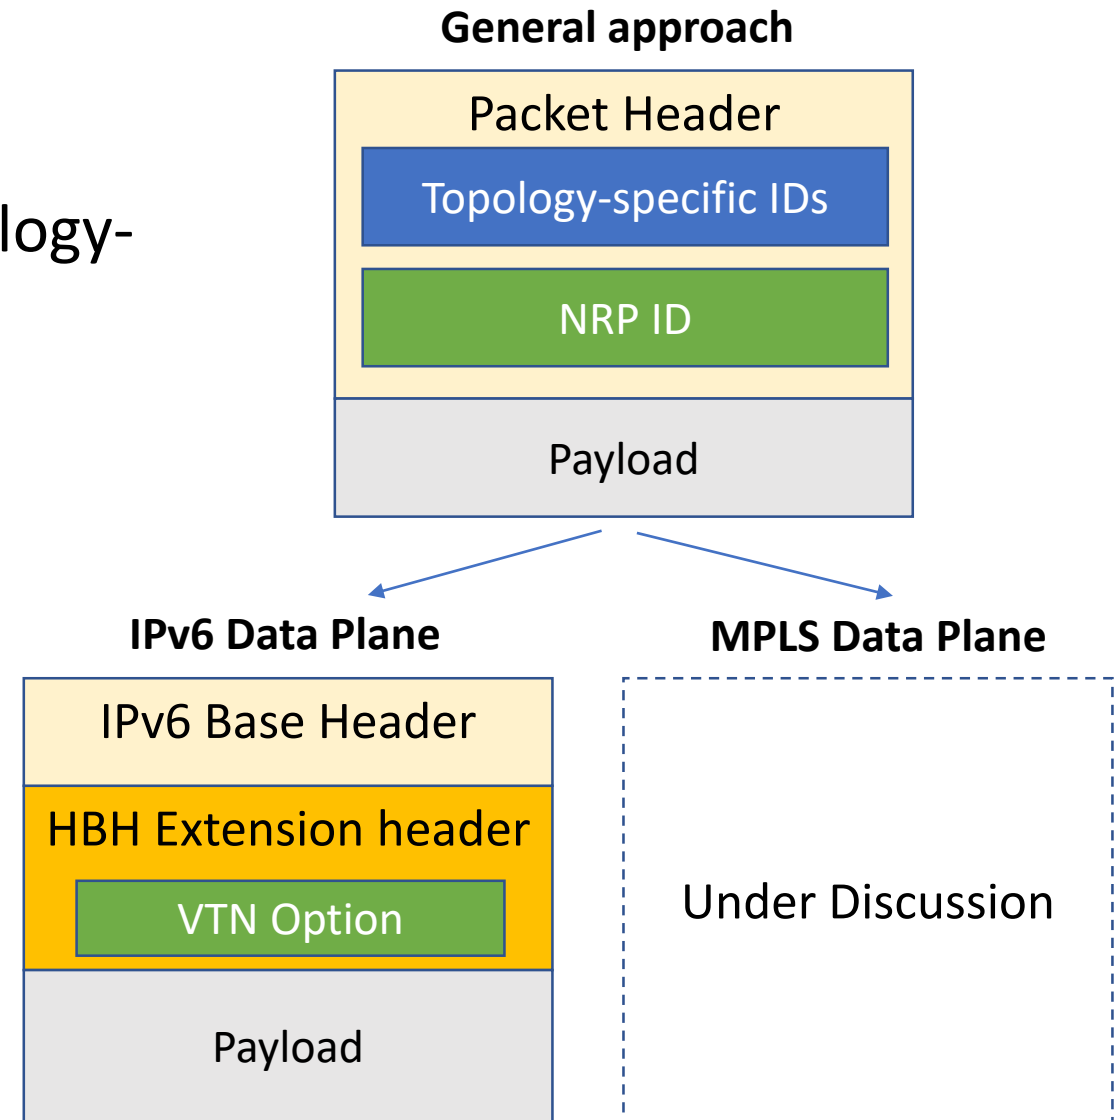 General approach
Packet Header
Topology-specific IDs
logy-
NRP ID
Payload
IPv6 Data Plane
MPLS Data Plane
IPv6 Base Header
HBH Extension header
VTN Option
Under Discussion
Payload